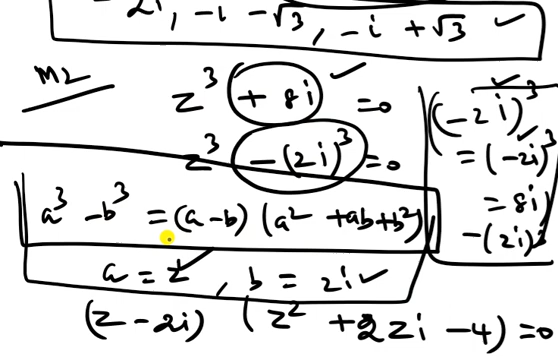 - 2i, -i - √3, -i + √3 ✓
M2
z³ + 8i = 0 ✓
z³ - (2i)³ = 0
a³ - b³ = (a-b) (a² + ab + b²)
a = z, b = 2i ✓
(z - 2i) (z² + 2zi - 4) = 0
(-2i)³
= (-2i)³
= 8i
-(2i)³